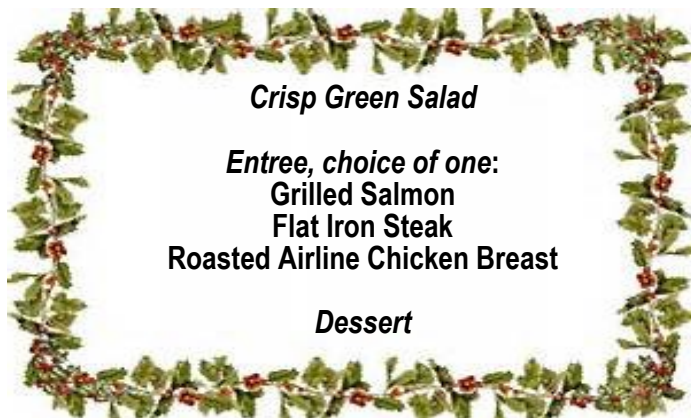 Crisp Green Salad
Entree, choice of one:
Grilled Salmon
Flat Iron Steak
Roasted Airline Chicken Breast
Dessert